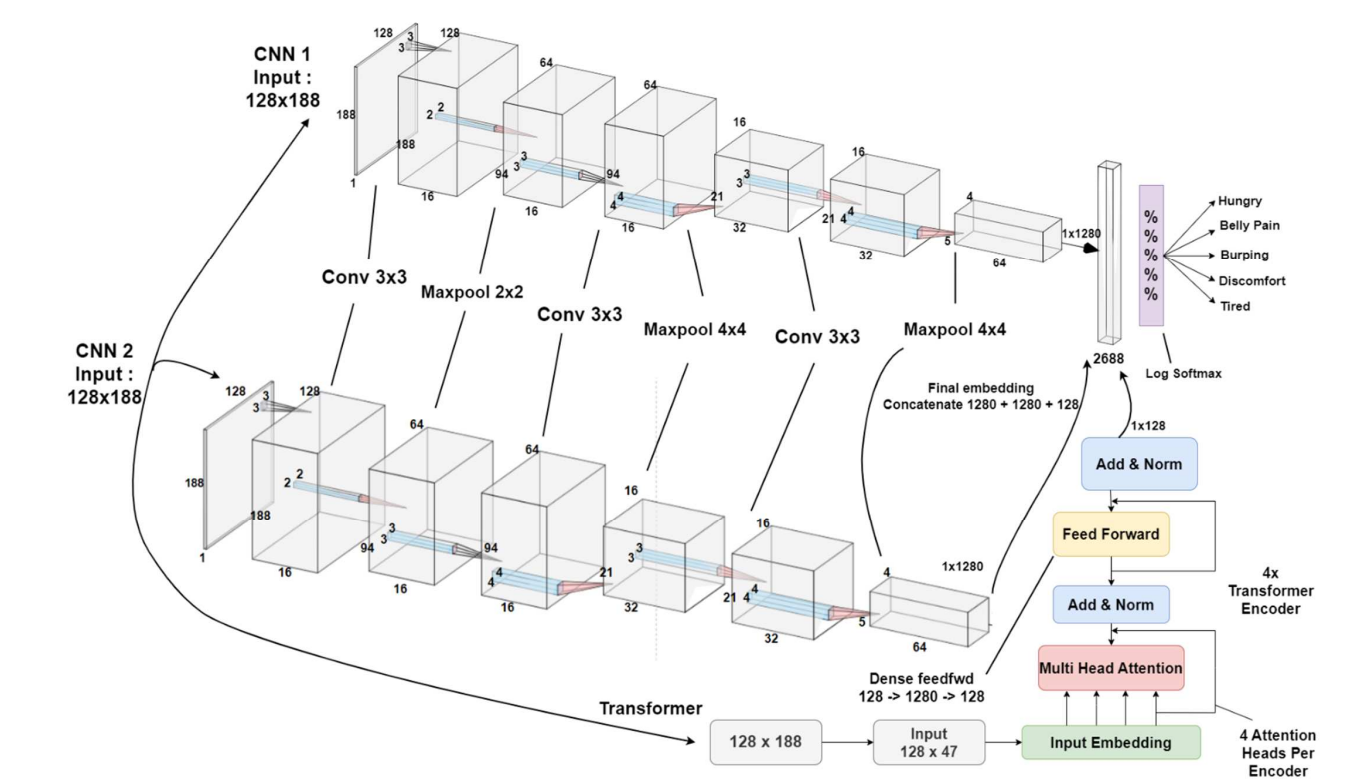 CNN 1
Input :
128x188
128
3
3
128
188
188
1
16
2
2
64
94
16
3
3
64
94
16
4
4
16
21
32
3
3
16
21
32
4
4
4
5
64
1x1280
2688
%
%
%
%
%
Hungry
Belly Pain
Burping
Discomfort
Tired
Log Softmax
Conv 3x3
Maxpool 2x2
Conv 3x3
Maxpool 4x4
Conv 3x3
Maxpool 4x4
Final embedding
Concatenate 1280 + 1280 + 128
CNN 2
Input :
128x188
128
3
3
128
188
188
1
16
2
2
64
94
16
3
3
64
94
16
4
4
16
21
32
3
3
16
21
32
4
4
4
5
64
1x1280
1x128
Add & Norm
Feed Forward
Add & Norm
Multi Head Attention
Input Embedding
4x
Transformer
Encoder
4 Attention
Heads Per
Encoder
Dense feedfwd
128 -> 1280 -> 128
Transformer
128 x 188
Input
128 x 47